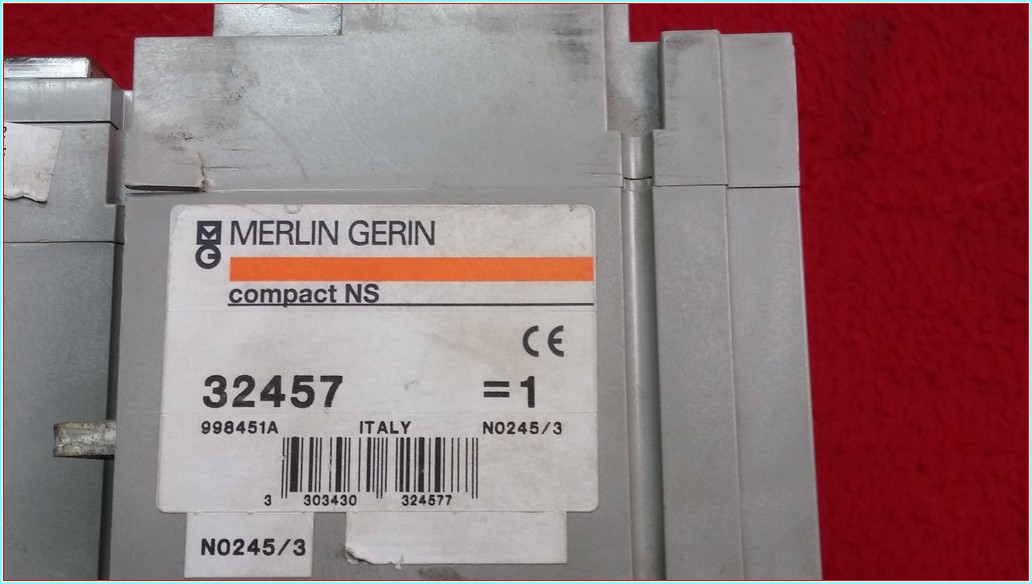 MERLIN GERIN
compact NS
CE
32457 =1
998451A ITALY N0245/3
3 303430 324577
N0245/3